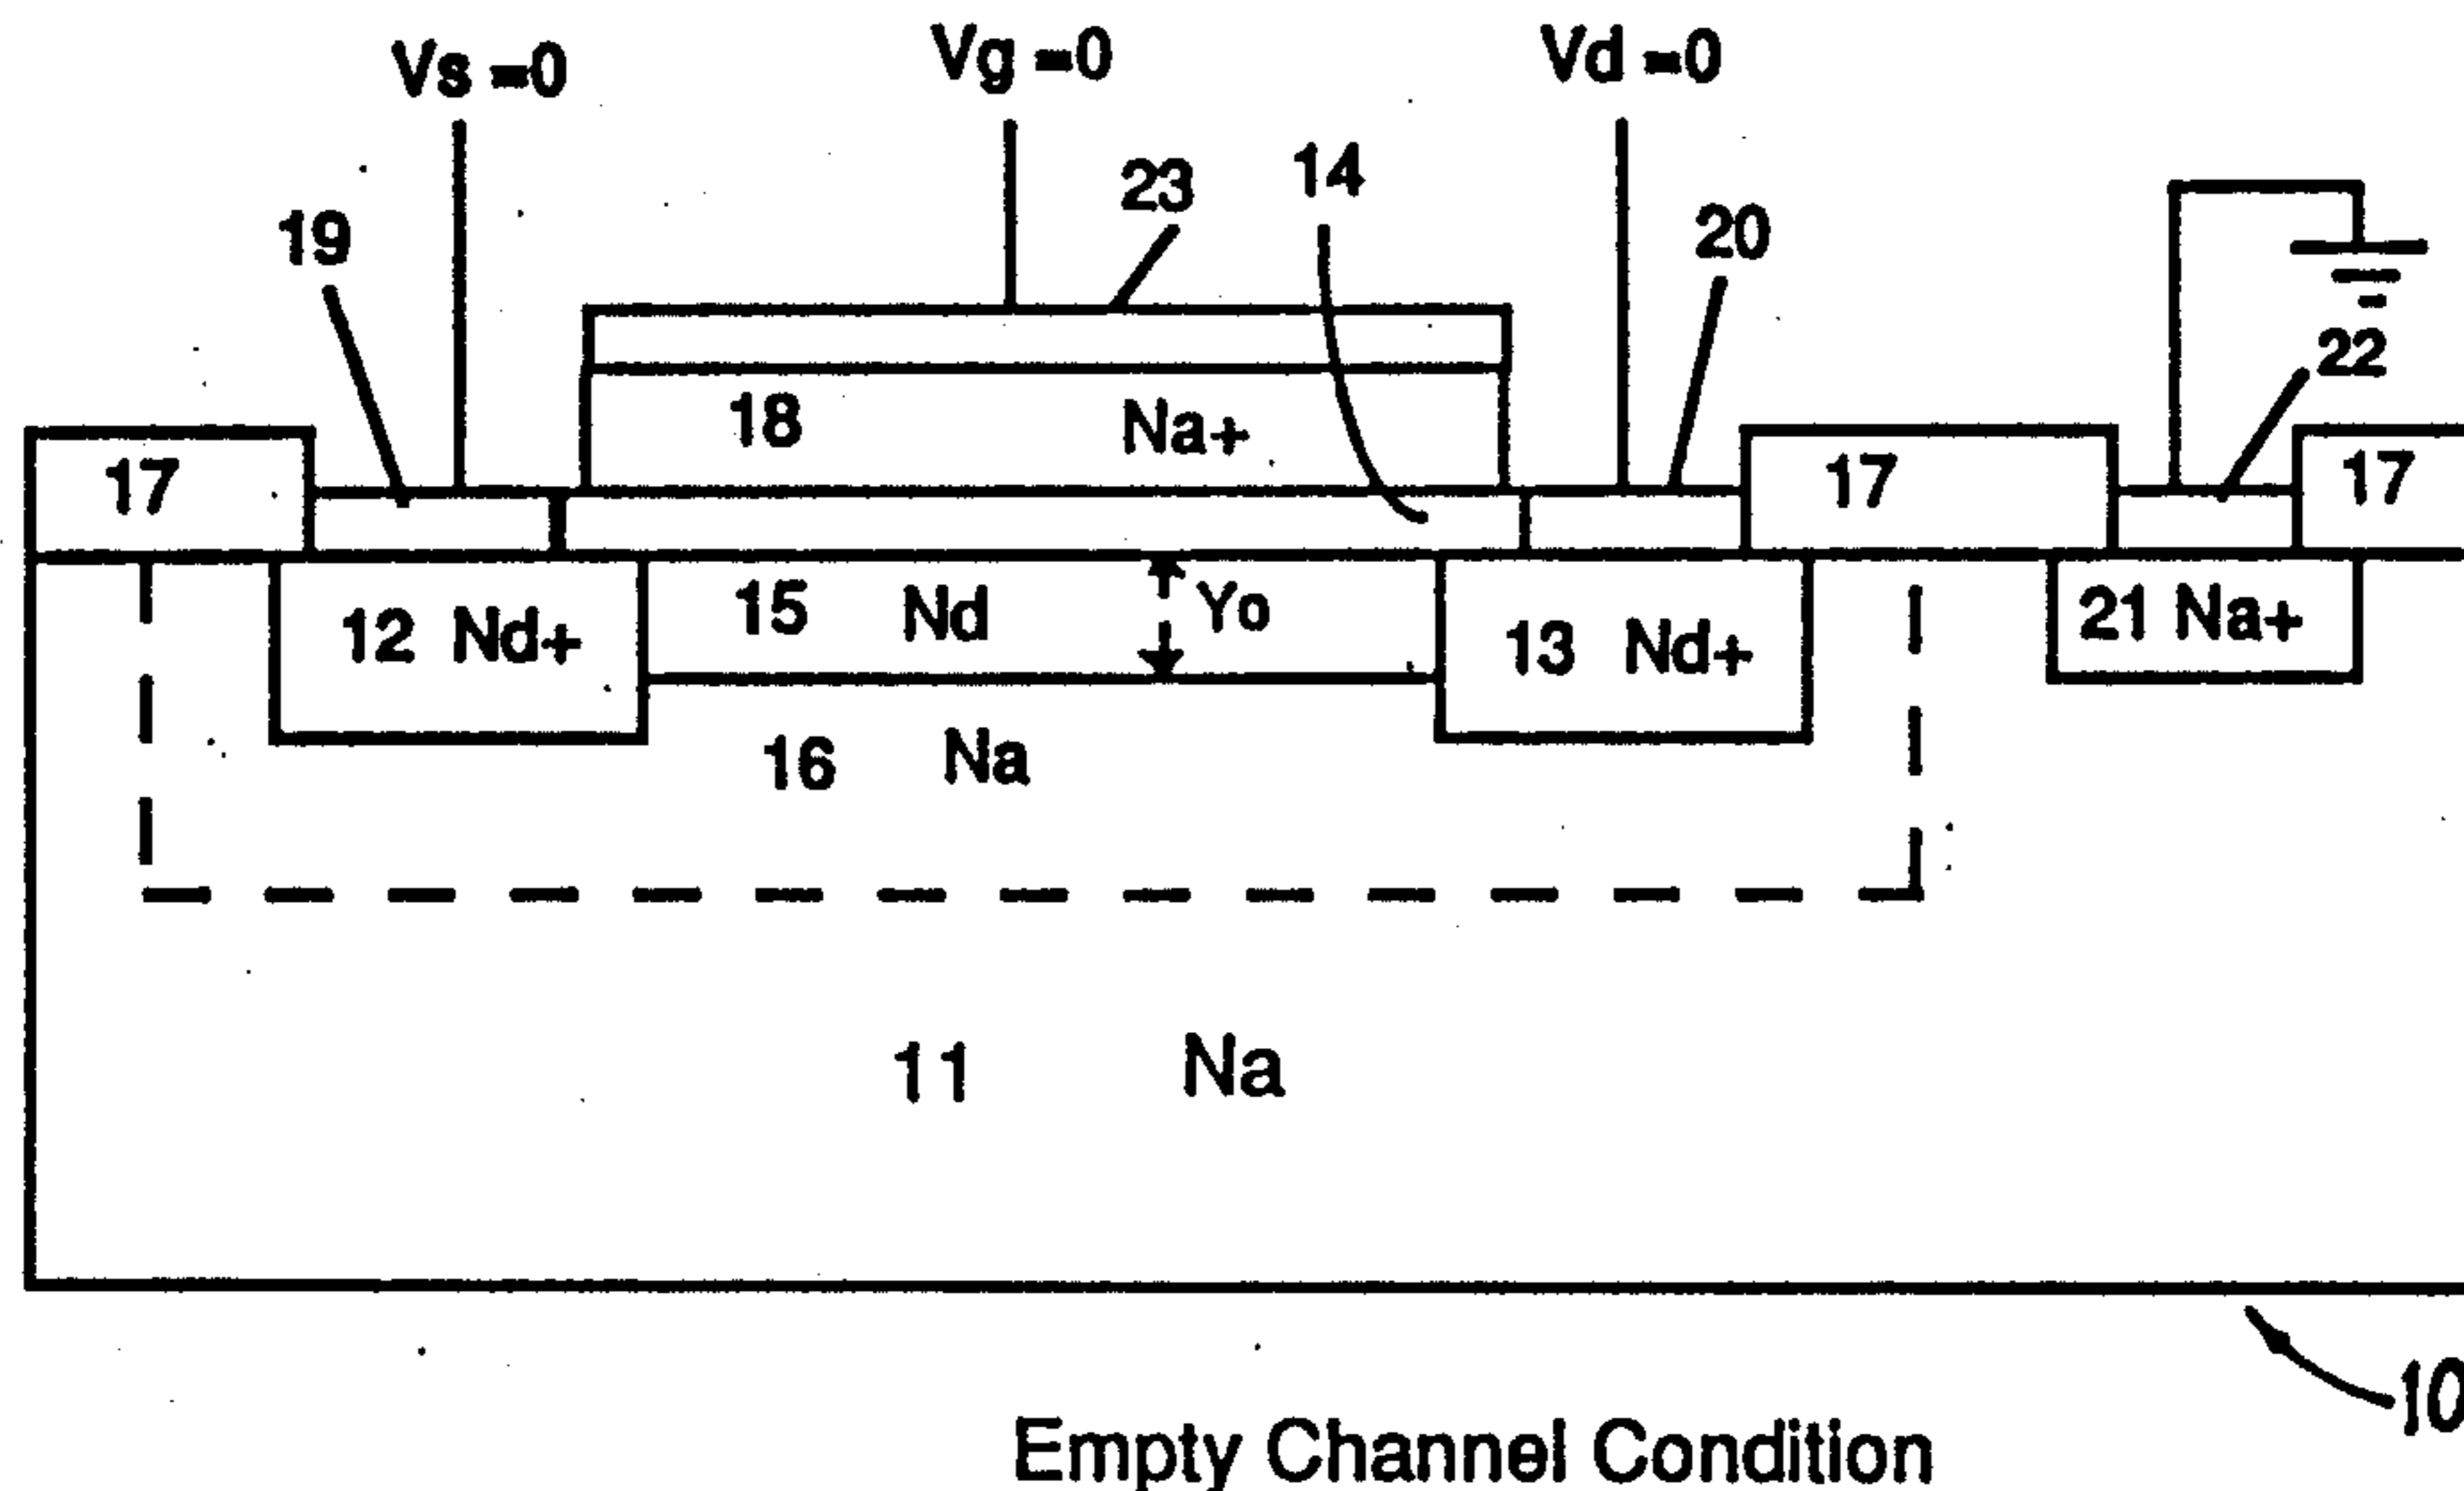 Vs =0
Vg =0
Vd =0
23
14
19
20
22
18 Na+
17
17
17
15 Nd Yo
12 Nd+
13 Nd+
21 Na+
16 Na
11 Na
10
Empty Channel Condition